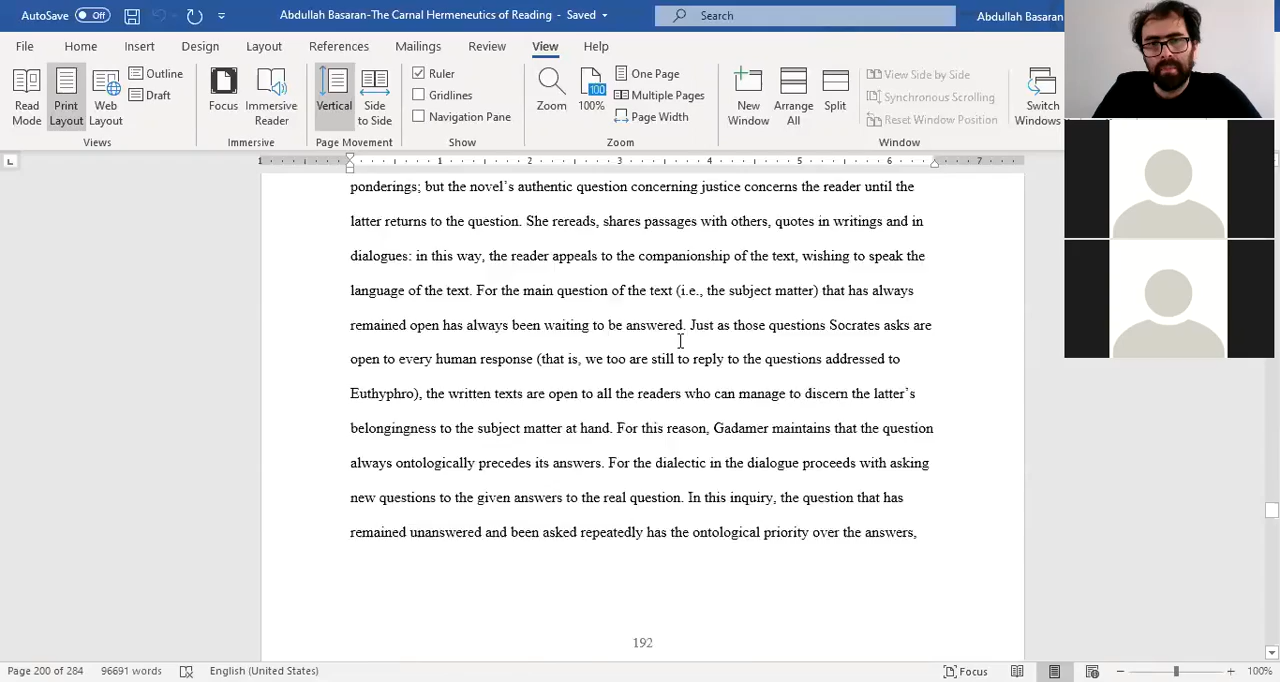 AutoSave Off Abdullah Basaran-The Carnal Hermeneutics of Reading - Saved Search Abdullah Basaran
File Home Insert Design Layout References Mailings Review View Help
Read Mode Print Layout Web Layout Outline Draft Focus Immersive Reader Vertical Side to Side Ruler Gridlines Navigation Pane Zoom 100 100% One Page Multiple Pages Page Width New Window Arrange All Split View Side by Side Synchronous Scrolling Reset Window Position Switch Windows
Views Immersive Page Movement Show Zoom Window
L 1 1 2 3 4 5 6 7
ponderings; but the novel's authentic question concerning justice concerns the reader until the
latter returns to the question. She rereads, shares passages with others, quotes in writings and in
dialogues: in this way, the reader appeals to the companionship of the text, wishing to speak the
language of the text. For the main question of the text (i.e., the subject matter) that has always
remained open has always been waiting to be answered. Just as those questions Socrates asks are
open to every human response (that is, we too are still to reply to the questions addressed to
Euthyphro), the written texts are open to all the readers who can manage to discern the latter's
belongingness to the subject matter at hand. For this reason, Gadamer maintains that the question
always ontologically precedes its answers. For the dialectic in the dialogue proceeds with asking
new questions to the given answers to the real question. In this inquiry, the question that has
remained unanswered and been asked repeatedly has the ontological priority over the answers,
192
Page 200 of 284 96691 words English (United States) Focus 100%